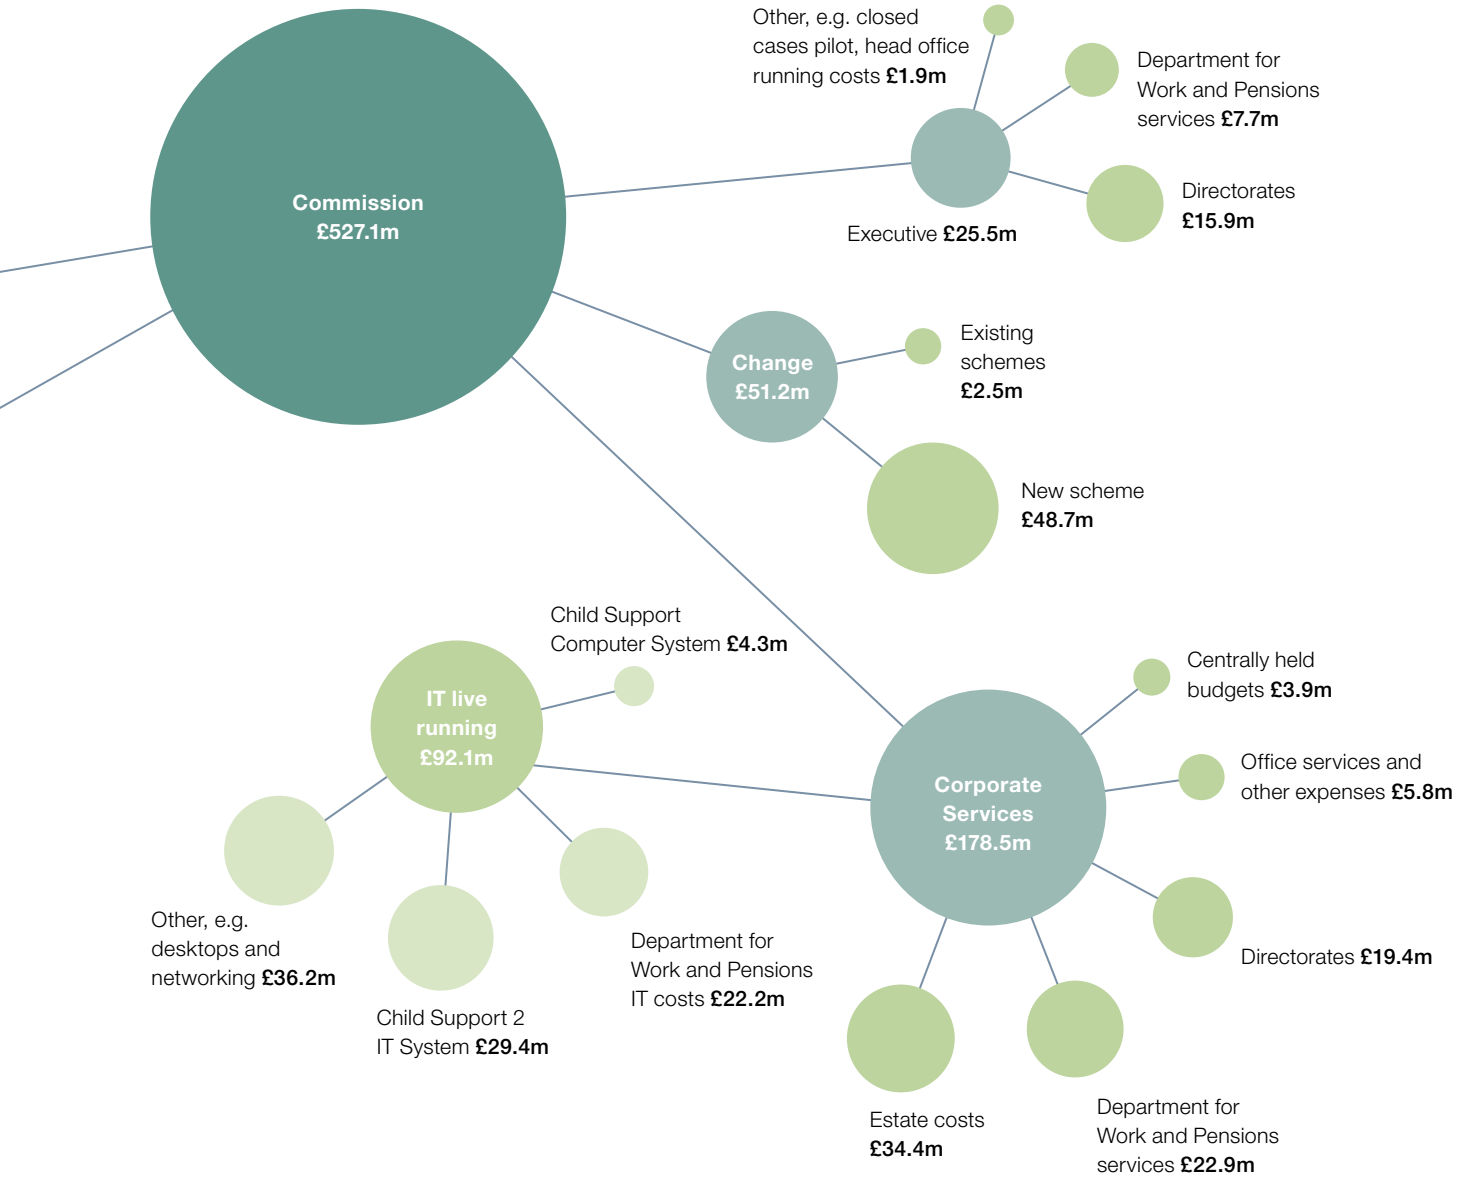 Other, e.g. closed
cases pilot, head office
running costs £1.9m
Department for
Work and Pensions
services £7.7m
Commission
£527.1m
Directorates
£15.9m
Executive £25.5m
Existing
schemes
£2.5m
Change
£51.2m
New scheme
£48.7m
Child Support
Computer System £4.3m
IT live
running
£92.1m
Centrally held
budgets £3.9m
Office services and
other expenses £5.8m
Corporate
Services
£178.5m
Other, e.g.
desktops and
networking £36.2m
Department for
Work and Pensions
IT costs £22.2m
Directorates £19.4m
Child Support 2
IT System £29.4m
Estate costs
£34.4m
Department for
Work and Pensions
services £22.9m